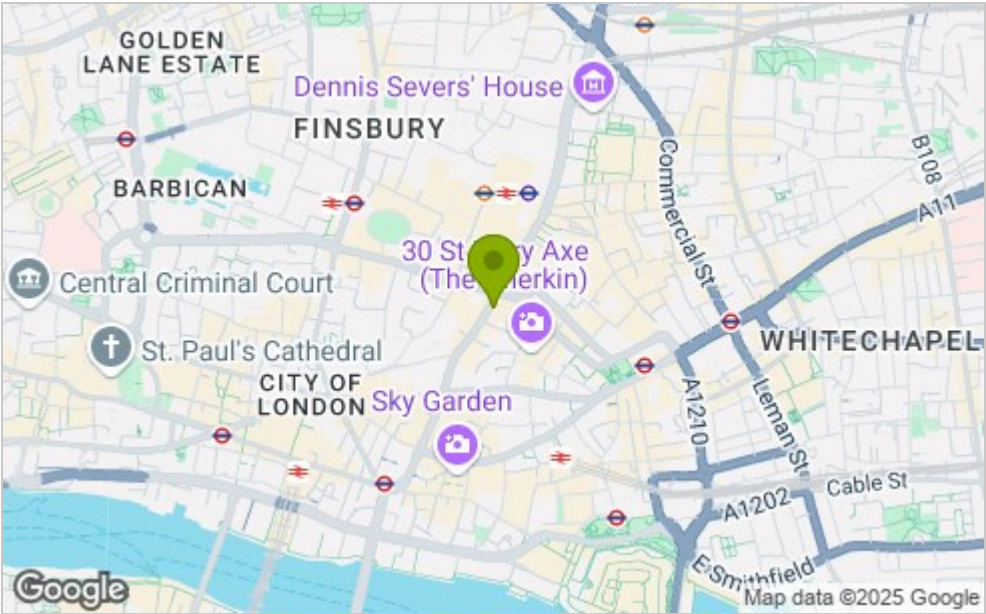 GOLDEN
LANE ESTATE
Dennis Severs' House
FINSBURY
Commercial St
B108
BARBICAN
A11
30 St
ry Axe
(The
erkin)
Central Criminal Court
WHITECHAPEL
St. Paul's Cathedral
CITY OF
LONDON
Sky Garden
A1210
Leman St
Cable St
A1202
E Smithfield
Google
Map data ©2025 Google